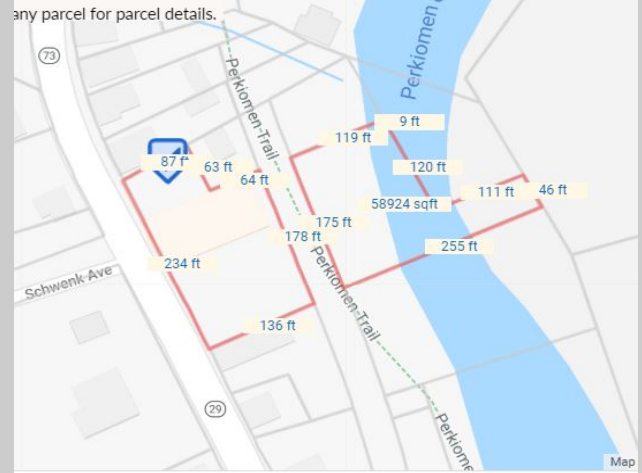 any parcel for parcel details.
73
Perkiomen Trail
Perkiomen
9 ft
119 ft
87 f
63 ft
64 ft
120 ft
111 ft
46 ft
58924 sqft
175 ft
178 ft
255 ft
234 ft
Schwenk Ave
Perkiomen Trail
136 ft
29
Perkiomen
Map